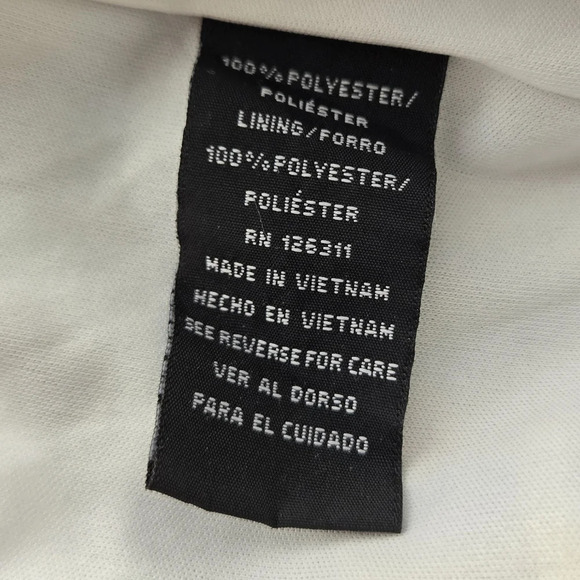 100% POLYESTER/
POLIÉSTER
LINING/FORRO
100% POLYESTER/
POLIÉSTER
RN 126311
MADE IN VIETNAM
HECHO EN VIETNAM
SEE REVERSE FOR CARE
VER AL DORSO
PARA EL CUIDADO